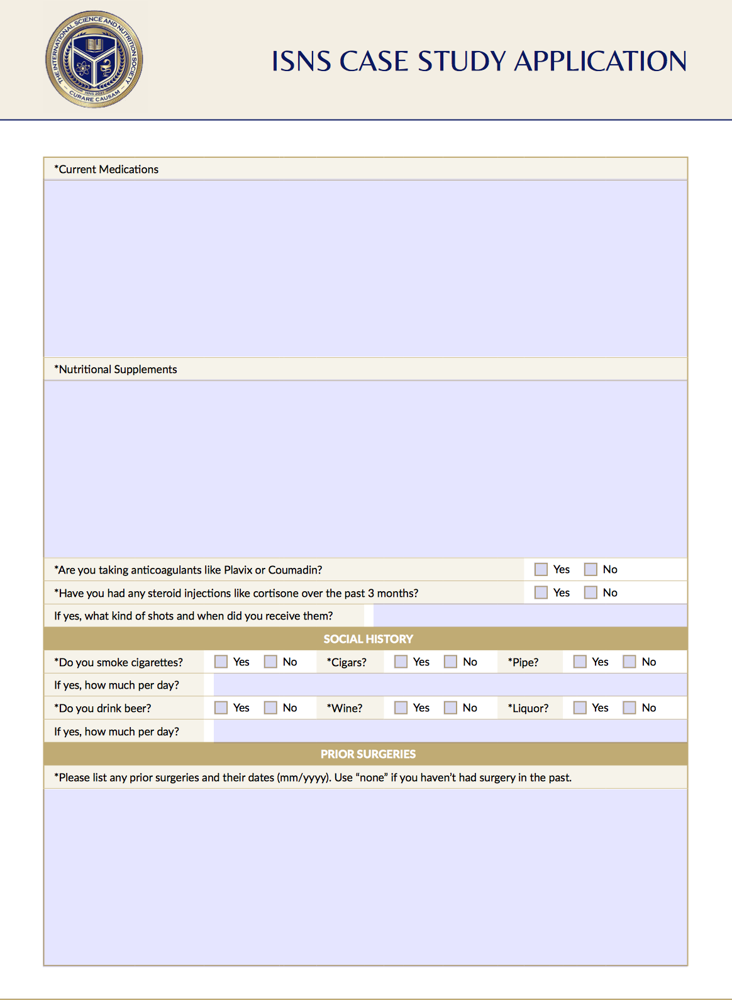 THE INTERNATIONAL SCIENCE AND NUTRITION SOCIETY
ISNS 2021
CURARE CAUSAM
ISNS CASE STUDY APPLICATION
*Current Medications
*Nutritional Supplements
*Are you taking anticoagulants like Plavix or Coumadin? Yes No
*Have you had any steroid injections like cortisone over the past 3 months? Yes No
If yes, what kind of shots and when did you receive them?
SOCIAL HISTORY
*Do you smoke cigarettes? Yes No *Cigars? Yes No *Pipe? Yes No
If yes, how much per day?
*Do you drink beer? Yes No *Wine? Yes No *Liquor? Yes No
If yes, how much per day?
PRIOR SURGERIES
*Please list any prior surgeries and their dates (mm/yyyy). Use “none” if you haven’t had surgery in the past.